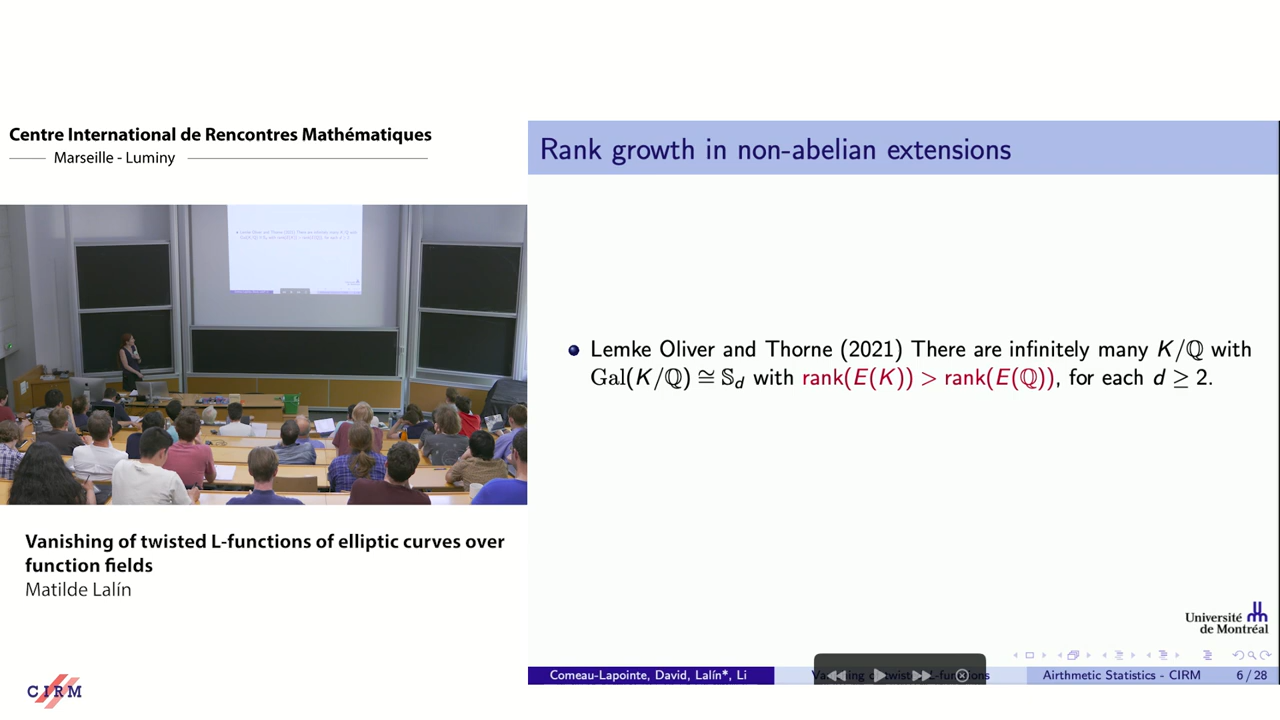 Centre International de Rencontres Mathématiques
Marseille - Luminy
Rank growth in non-abelian extensions
Lemke Oliver and Thorne (2021) There are infinitely many K/ℚ with
Gal(K/ℚ) ≅ 𝕊_d with rank(E(K)) > rank(E(ℚ)), for each d ≥ 2.
Vanishing of twisted L-functions of elliptic curves over
function fields
Matilde Lalín
CIRM
Université
de Montréal
Comeau-Lapointe, David, Lalín*, Li
Airthmetic Statistics - CIRM
6 / 28